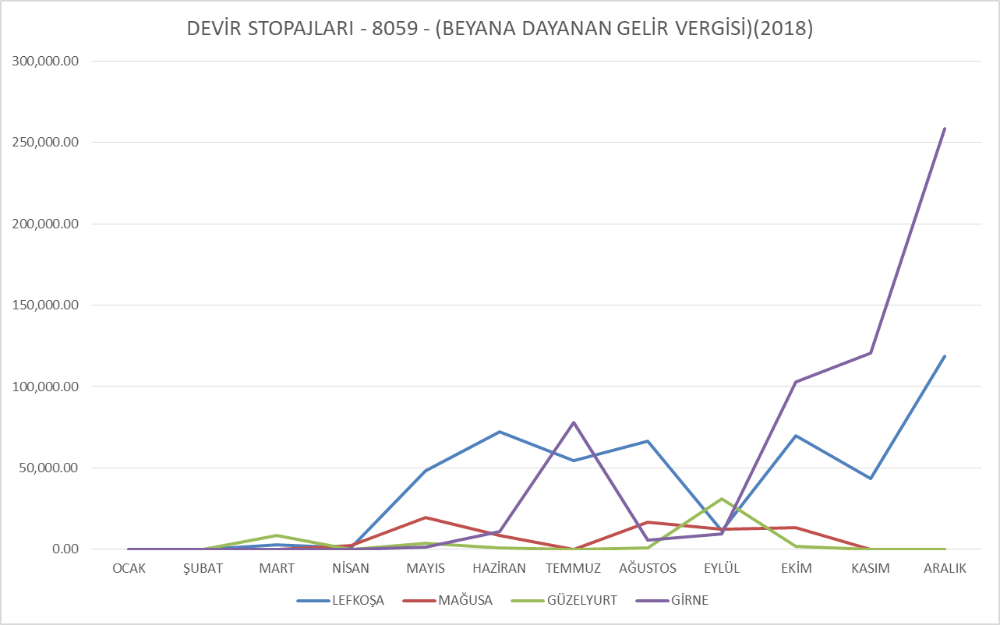 DEVİR STOPAJLARI - 8059 - (BEYANA DAYANAN GELİR VERGİSİ)(2018)
300,000.00
250,000.00
200,000.00
150,000.00
100,000.00
50,000.00
0.00
OCAK ŞUBAT MART NİSAN MAYIS HAZİRAN TEMMUZ AĞUSTOS EYLÜL EKİM KASIM ARALIK
LEFKOŞA MAĞUSA GÜZELYURT GİRNE